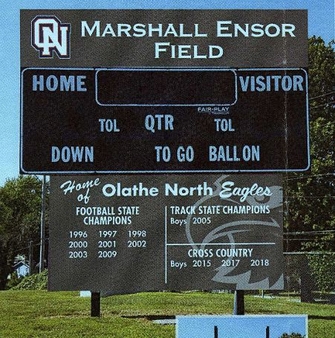 ON
MARSHALL ENSOR
FIELD
HOME VISITOR
FAIR-PLAY
TOL QTR TOL
DOWN TO GO BALL ON
Home of Olathe North Eagles
FOOTBALL STATE
CHAMPIONS
1996 1997 1998
2000 2001 2002
2003 2009
TRACK STATE CHAMPIONS
Boys 2005
CROSS COUNTRY
Boys 2015 2017 2018